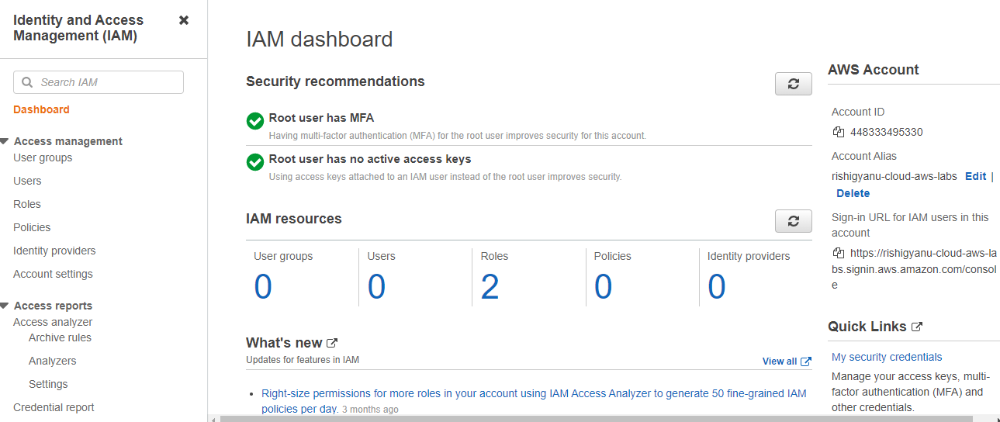 Identity and Access
Management (IAM)
Search IAM
Dashboard
Access management
User groups
Users
Roles
Policies
Identity providers
Account settings
Access reports
Access analyzer
Archive rules
Analyzers
Settings
Credential report
IAM dashboard
Security recommendations
Root user has MFA
Having multi-factor authentication (MFA) for the root user improves security for this account.
Root user has no active access keys
Using access keys attached to an IAM user instead of the root user improves security.
IAM resources
User groups Users Roles Policies Identity providers
0 0 2 0 0
What's new
Updates for features in IAM View all
• Right-size permissions for more roles in your account using IAM Access Analyzer to generate 50 fine-grained IAM
policies per day. 3 months ago
AWS Account
Account ID
448333495330
Account Alias
rishigyanu-cloud-aws-labs Edit |
Delete
Sign-in URL for IAM users in this
account
https://rishigyanu-cloud-aws-la
bs.signin.aws.amazon.com/consol
e
Quick Links
My security credentials
Manage your access keys, multi-
factor authentication (MFA) and
other credentials.